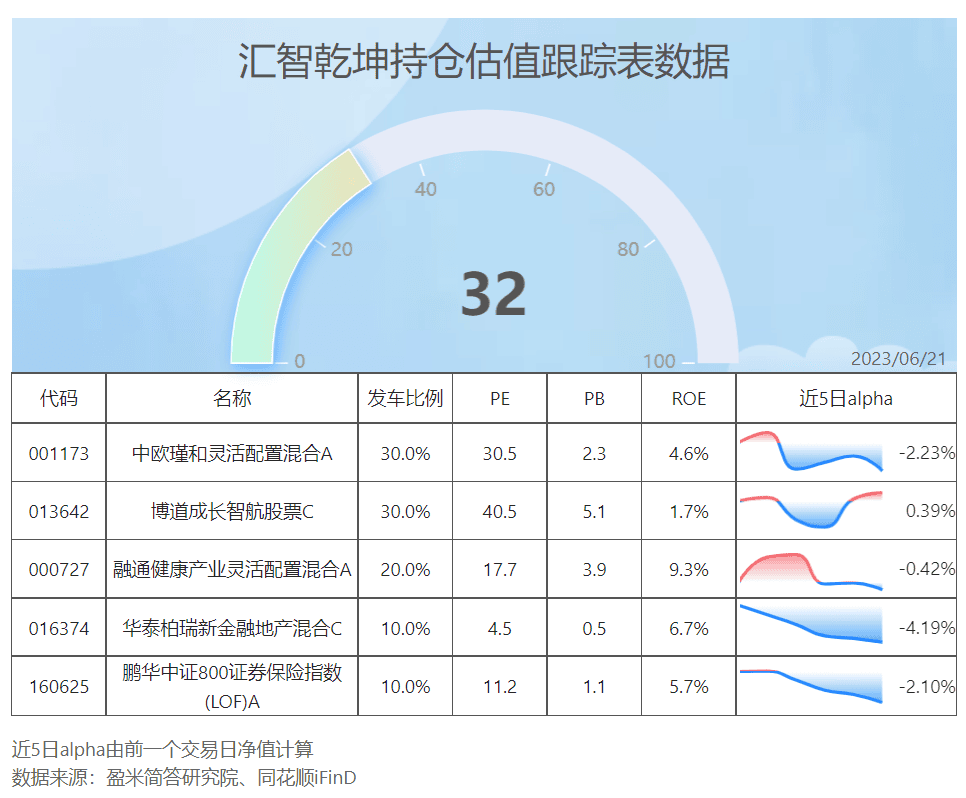 汇智乾坤持仓估值跟踪表数据
40 60
20 80
32
0 100
2023/06/21
代码 名称 发车比例 PE PB ROE 近5日alpha
001173 中欧瑾和灵活配置混合A 30.0% 30.5 2.3 4.6% -2.23%
013642 博道成长智航股票C 30.0% 40.5 5.1 1.7% 0.39%
000727 融通健康产业灵活配置混合A 20.0% 17.7 3.9 9.3% -0.42%
016374 华泰柏瑞新金融地产混合C 10.0% 4.5 0.5 6.7% -4.19%
160625 鹏华中证800证券保险指数
(LOF)A 10.0% 11.2 1.1 5.7% -2.10%
近5日alpha由前一个交易日净值计算
数据来源：盈米简答研究院、同花顺iFinD